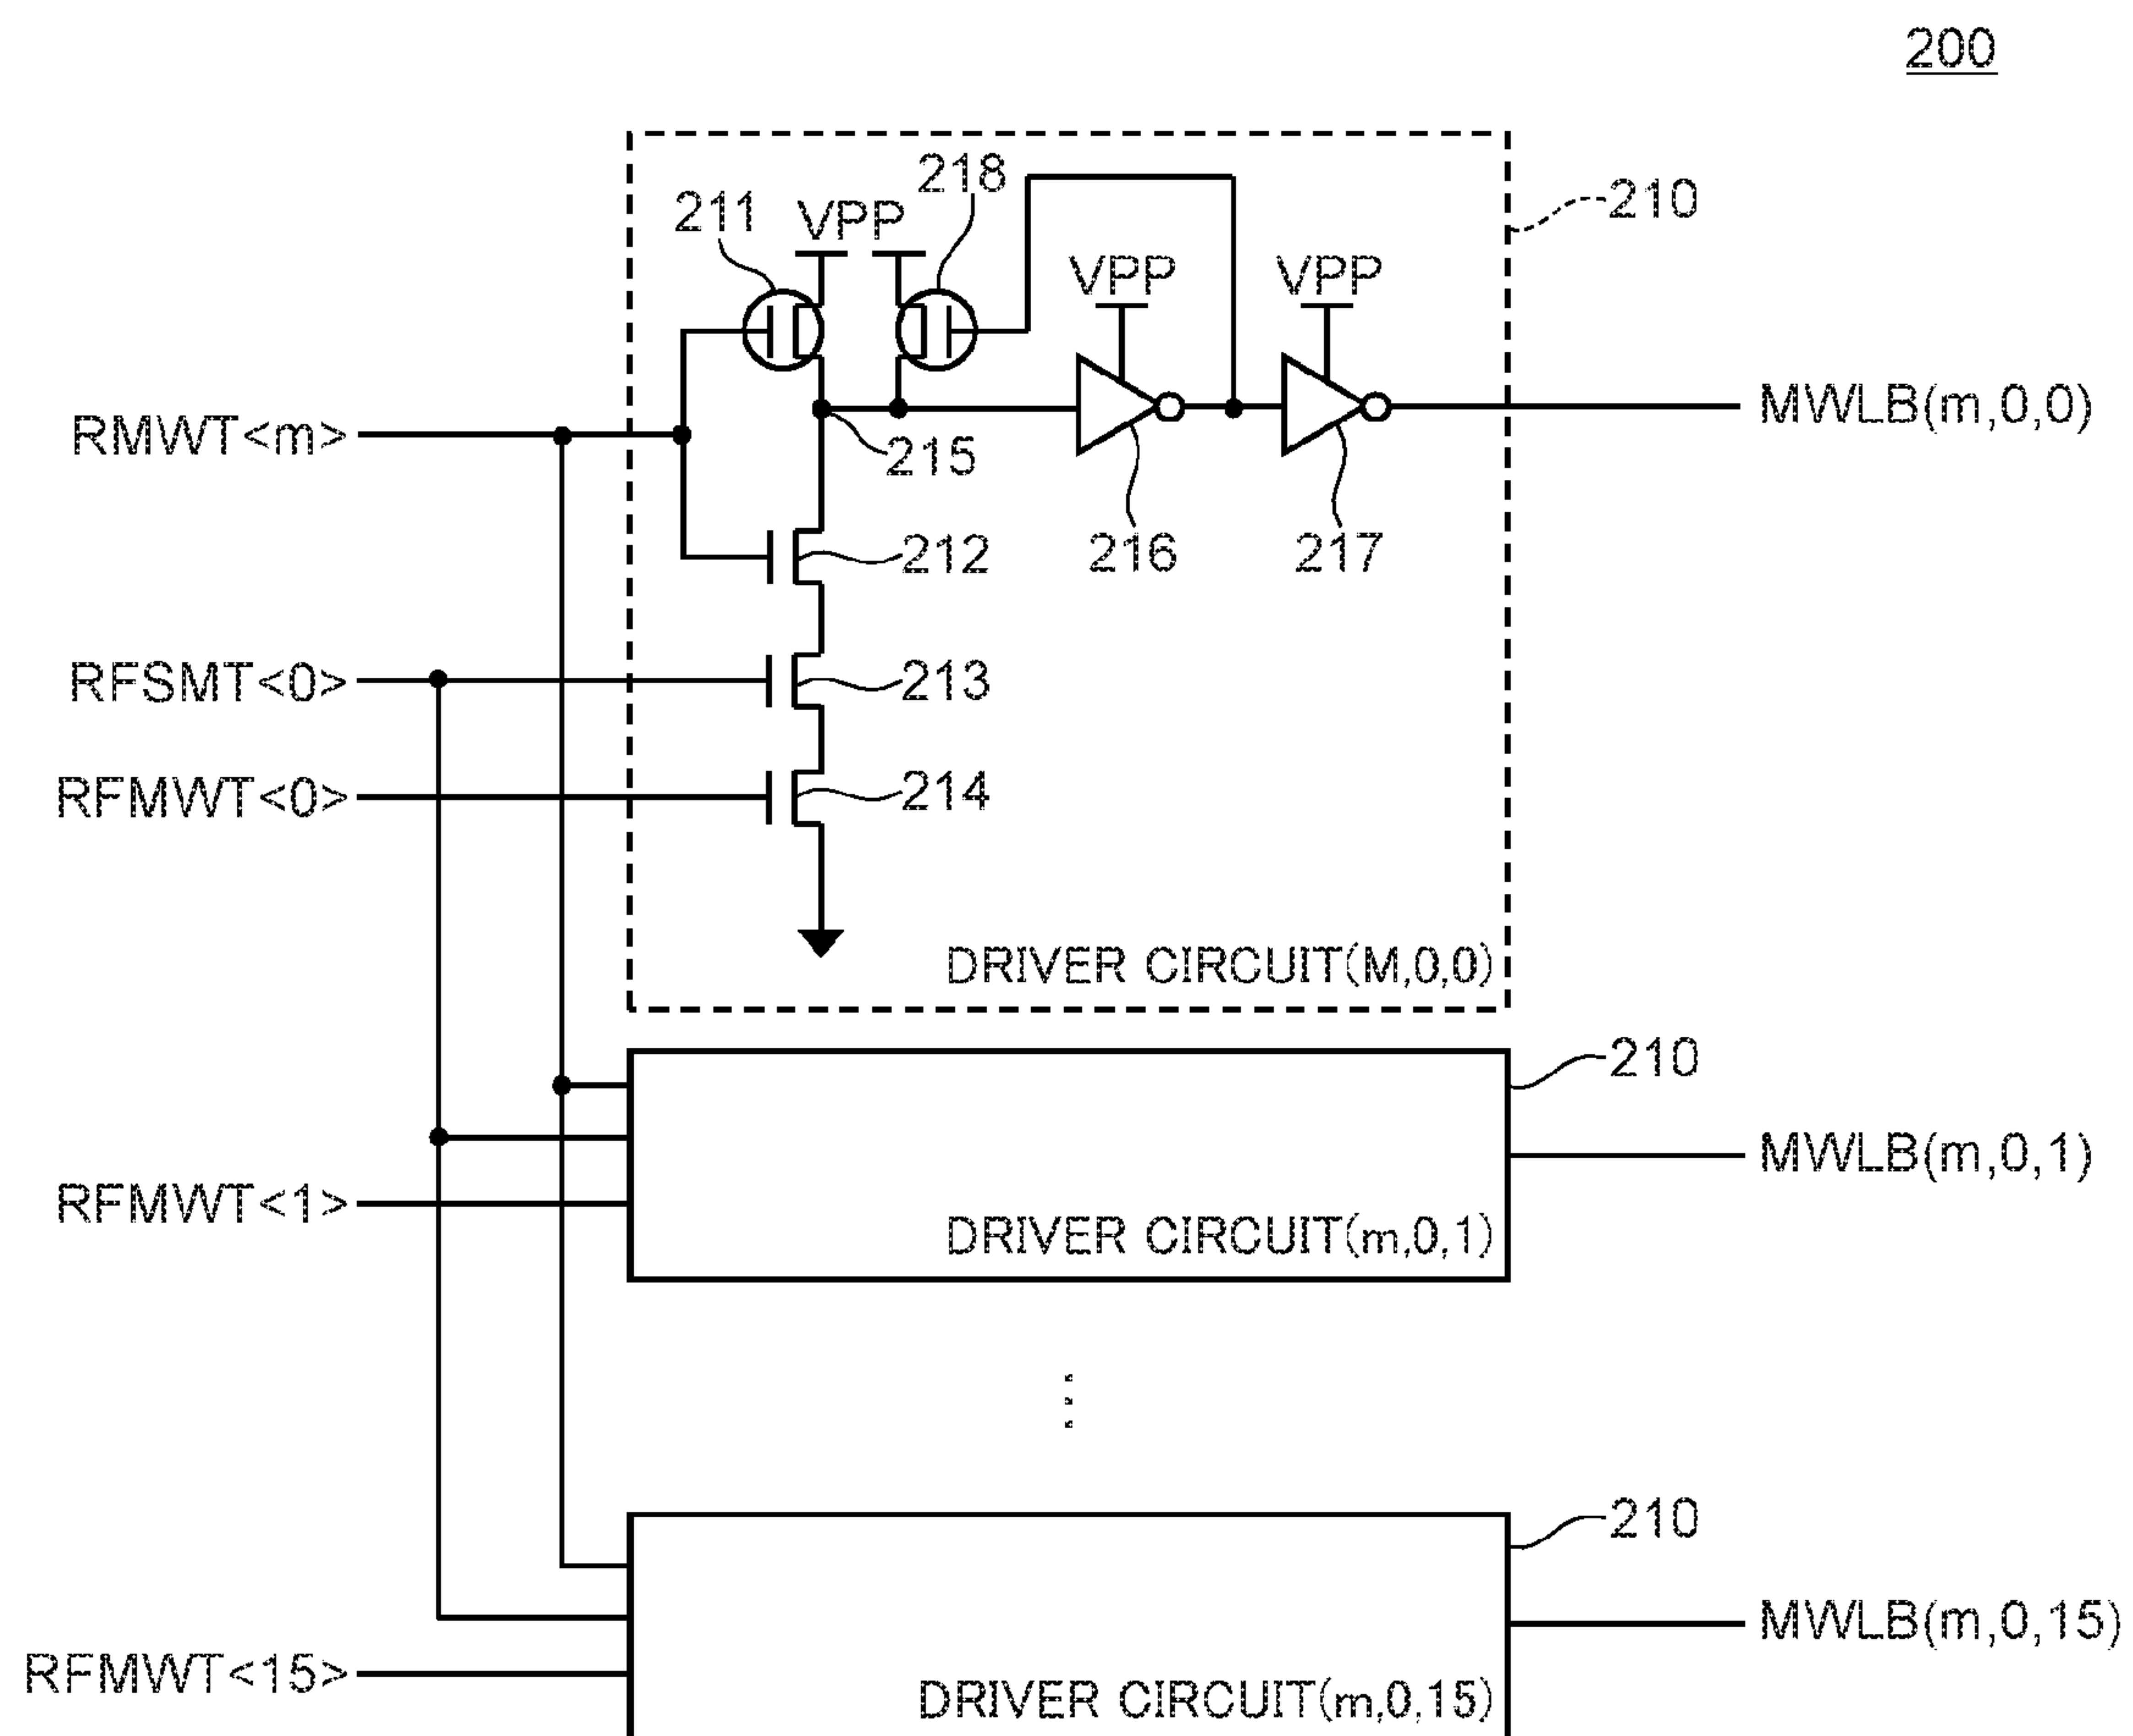 200
218
211
VPP
210
VPP
VPP
RMWT<m>
MWLB(m,0,0)
215
212
216
217
RFSMT<0>
213
RFMWT<0>
214
DRIVER CIRCUIT(M,0,0)
210
MWLB(m,0,1)
RFMWT<1>
DRIVER CIRCUIT(m,0,1)
210
MWLB(m,0,15)
RFMWT<15>
DRIVER CIRCUIT(m,0,15)